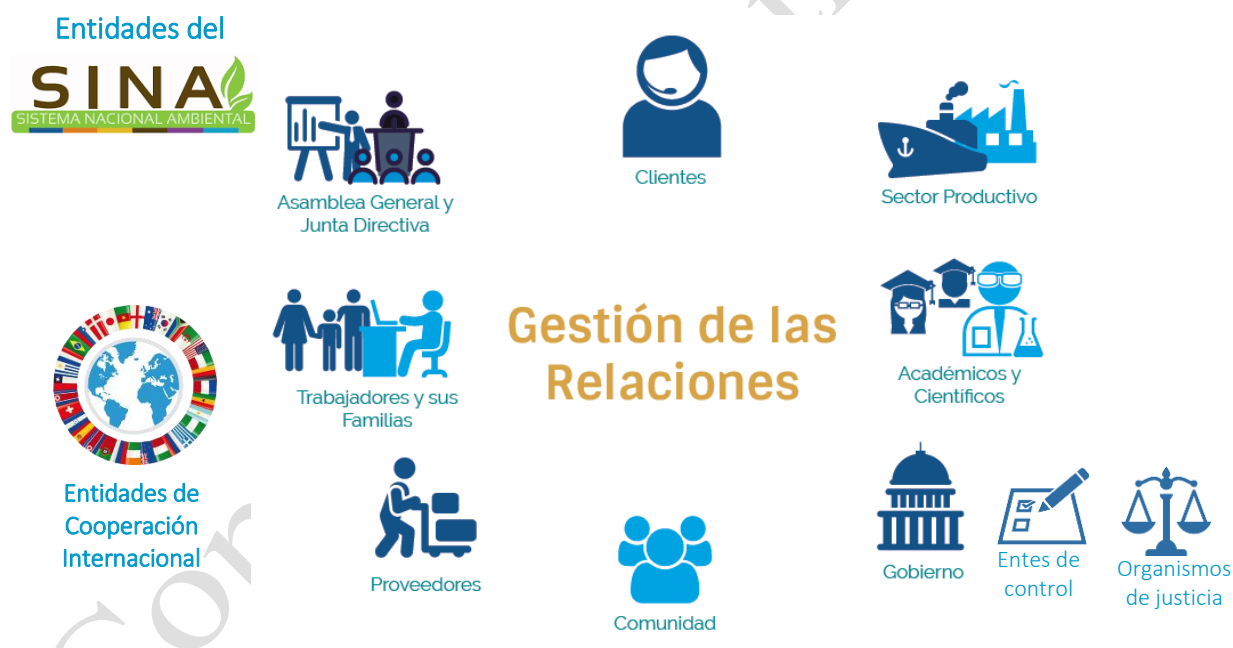 Entidades del
SINA
SISTEMA NACIONAL AMBIENTAL
Asamblea General y
Junta Directiva
Clientes
Sector Productivo
Trabajadores y sus
Familias
Gestión de las
Relaciones
Académicos y
Científicos
Entidades de
Cooperación
Internacional
Proveedores
Comunidad
Gobierno
Entes de
control
Organismos
de justicia